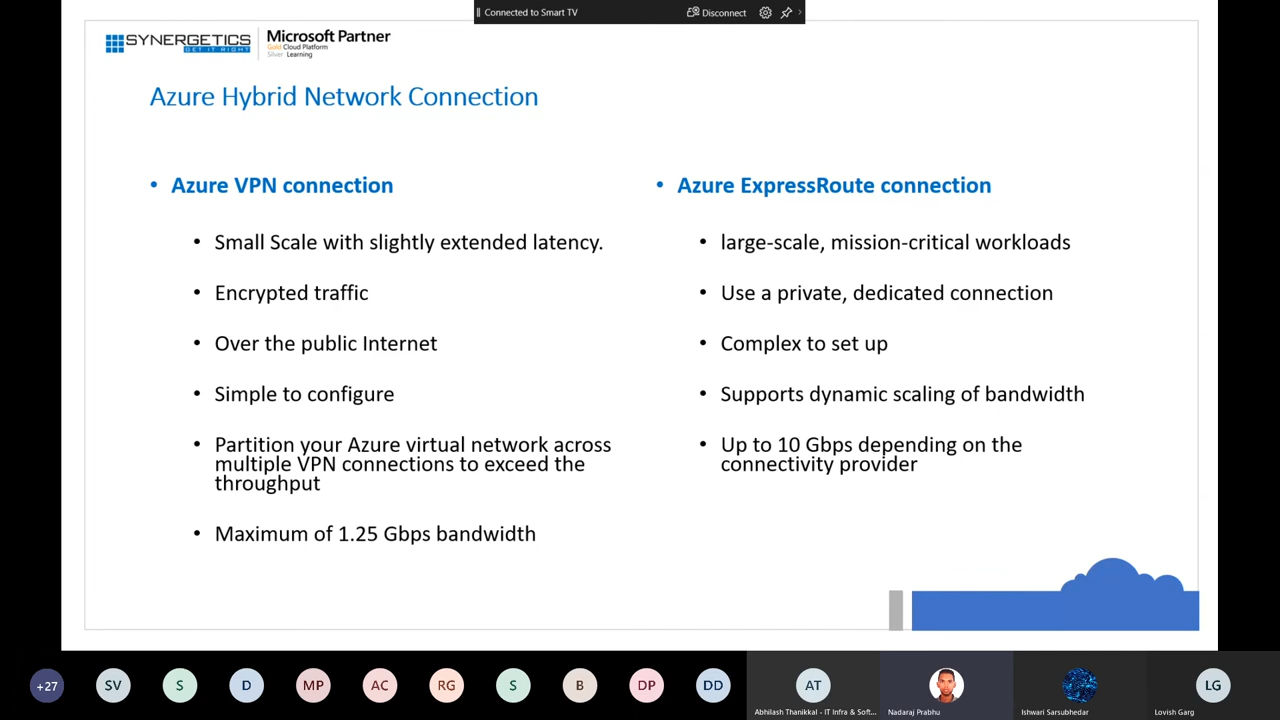 Connected to Smart TV
Disconnect
SYNERGETICS
GET IT RIGHT
Microsoft Partner
Gold Cloud Platform
Silver Learning
Azure Hybrid Network Connection
• Azure VPN connection
• Small Scale with slightly extended latency.
• Encrypted traffic
• Over the public Internet
• Simple to configure
• Partition your Azure virtual network across
multiple VPN connections to exceed the
throughput
• Maximum of 1.25 Gbps bandwidth
• Azure ExpressRoute connection
• large-scale, mission-critical workloads
• Use a private, dedicated connection
• Complex to set up
• Supports dynamic scaling of bandwidth
• Up to 10 Gbps depending on the
connectivity provider
+27
SV
S
D
MP
AC
RG
S
B
DP
DD
AT
LG
Abhilash Thanikkal - IT Infra & Soft...
Nadaraj Prabhu
Ishwari Sarsubhedar
Lovish Garg